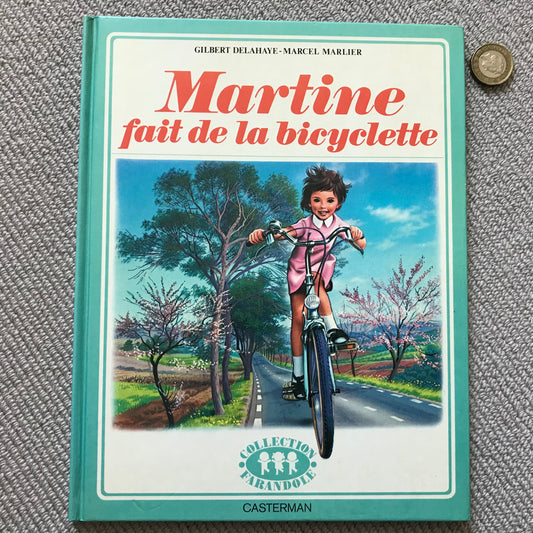 GILBERT DELAHAYE - MARCEL MARLIER
Martine
fait de la bicyclette
COLLECTION
FARANDOLE
CASTERMAN